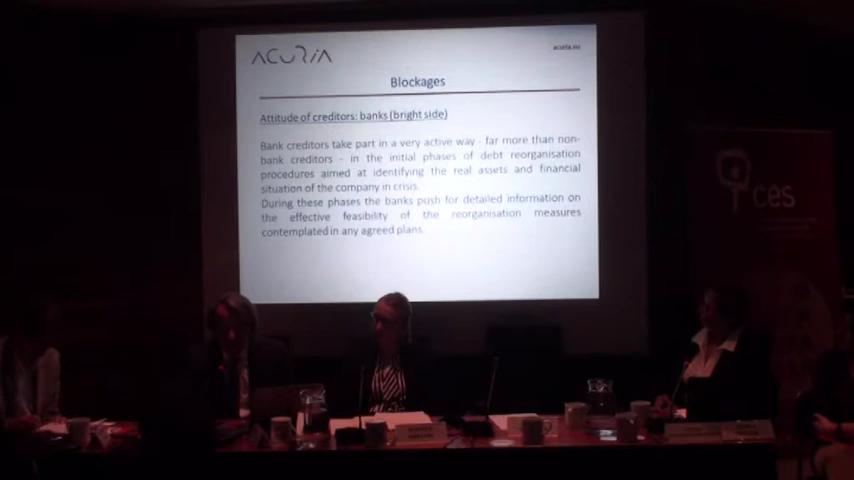 ACURIA
acuria.eu
Blockages
Attitude of creditors: banks (bright side)
Bank creditors take part in a very active way - far more than non-
bank creditors - in the initial phases of debt reorganisation
procedures aimed at identifying the real assets and financial
situation of the company in crisis.
During these phases the banks push for detailed information on
the effective feasibility of the reorganisation measures
contemplated in any agreed plans.
ces